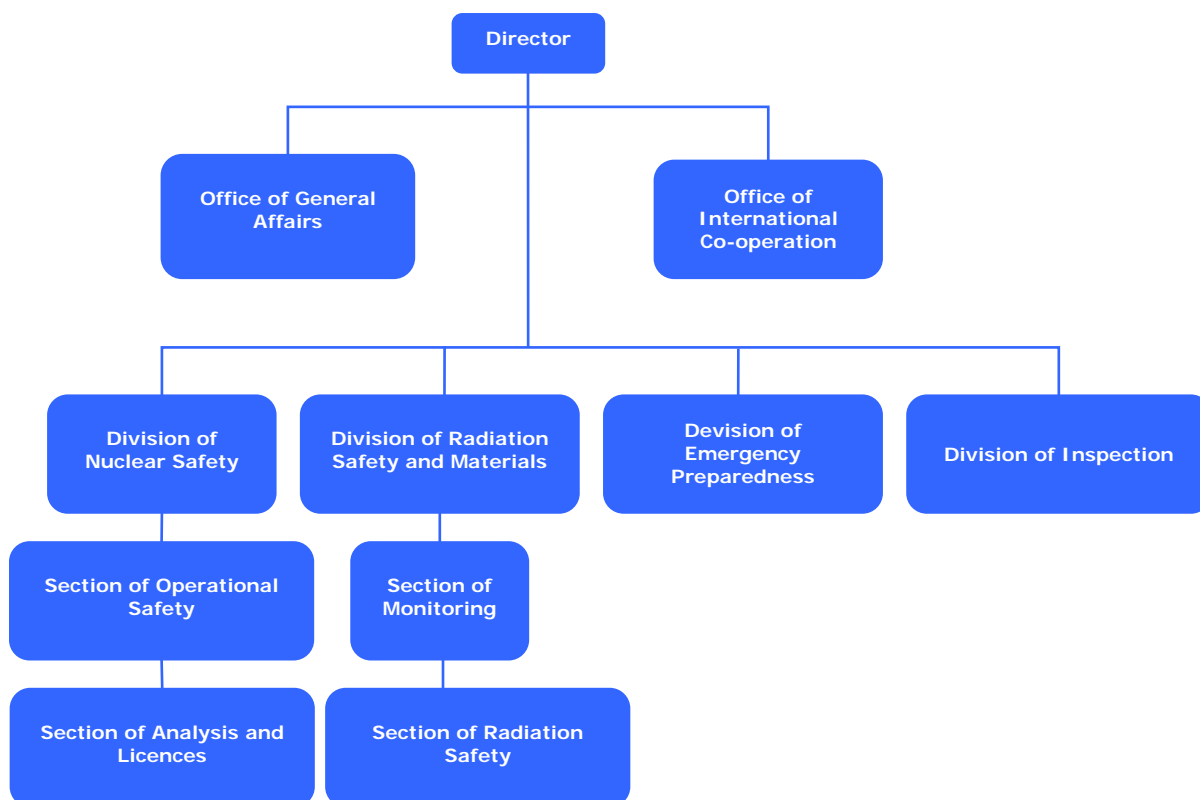 Director
Office of General
Affairs
Office of
International
Co-operation
Division of
Nuclear Safety
Division of Radiation
Safety and Materials
Devision of
Emergency
Preparedness
Division of Inspection
Section of Operational
Safety
Section of
Monitoring
Section of Analysis and
Licences
Section of Radiation
Safety